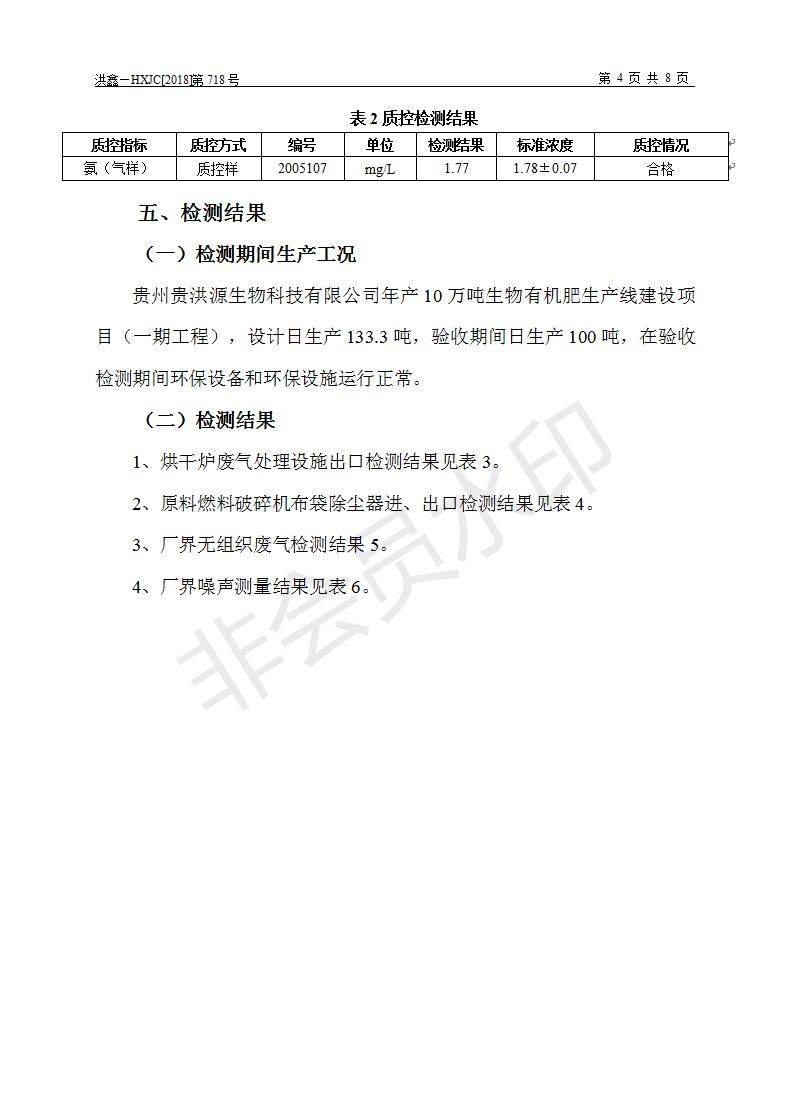 洪鑫－HXJC[2018]第 718 号 第 4 页 共 8 页
表 2 质控检测结果
质控指标 质控方式 编号 单位 检测结果 标准浓度 质控情况
氨（气样） 质控样 2005107 mg/L 1.77 1.78±0.07 合格
五、检测结果
（一）检测期间生产工况
贵州贵洪源生物科技有限公司年产 10 万吨生物有机肥生产线建设项
目（一期工程），设计日生产 133.3 吨，验收期间日生产 100 吨，在验收
检测期间环保设备和环保设施运行正常。
（二）检测结果
1、烘干炉废气处理设施出口检测结果见表 3。
2、原料燃料破碎机布袋除尘器进、出口检测结果见表 4。
3、厂界无组织废气检测结果 5。
4、厂界噪声测量结果见表 6。
非会员水印